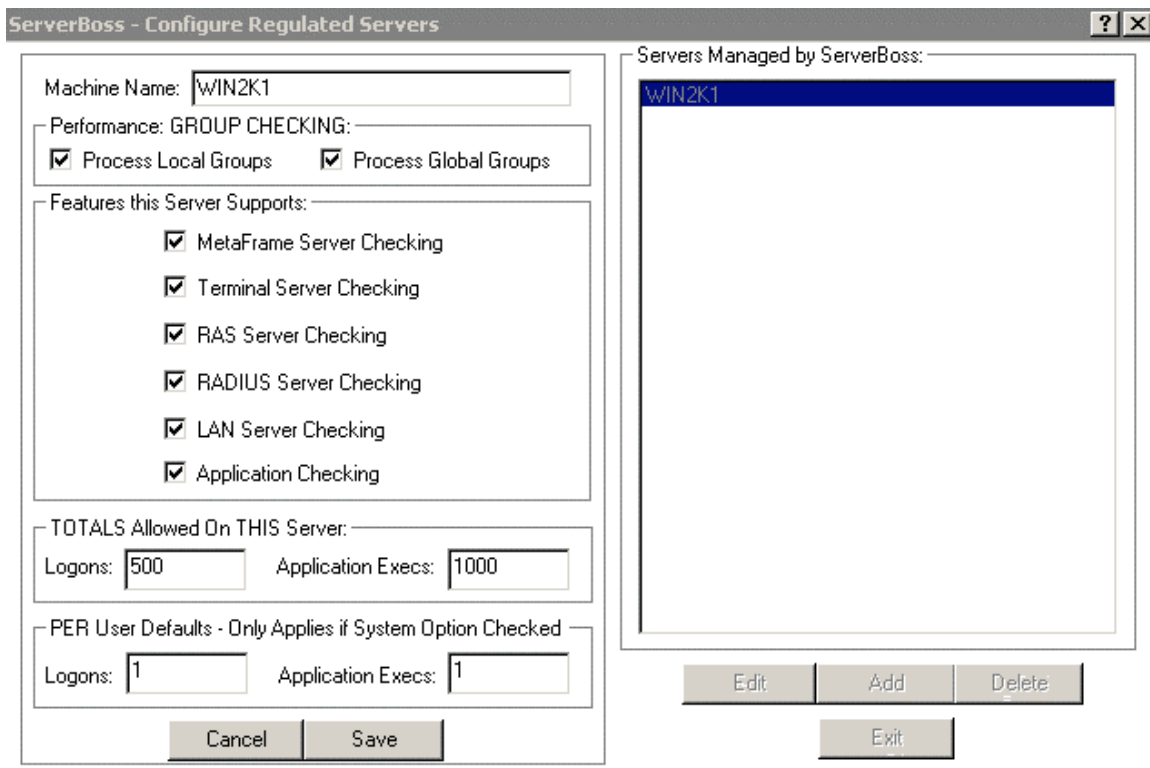 ServerBoss - Configure Regulated Servers
Machine Name: WIN2K1
Performance: GROUP CHECKING:
Process Local Groups
Process Global Groups
Features this Server Supports:
MetaFrame Server Checking
Terminal Server Checking
RAS Server Checking
RADIUS Server Checking
LAN Server Checking
Application Checking
TOTALS Allowed On THIS Server:
Logons: 500 Application Execs: 1000
PER User Defaults - Only Applies if System Option Checked
Logons: 1 Application Execs: 1
Cancel Save
Servers Managed by ServerBoss:
WIN2K1
Edit Add Delete
Exit